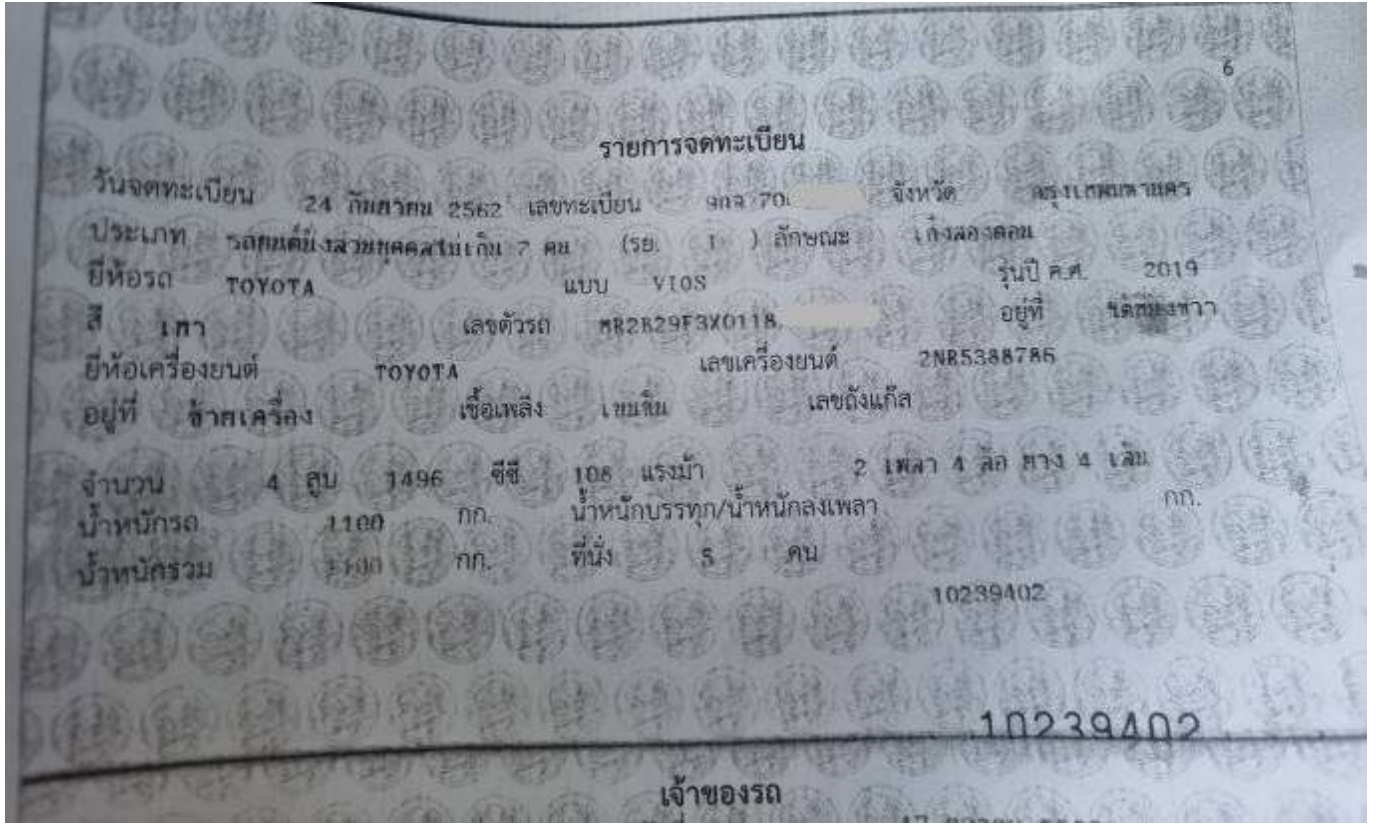 6
รายการจดทะเบียน
วันจดทะเบียน 24 กันยายน 2562 เลขทะเบียน 70 จังหวัด กรุงเทพมหานคร
ประเภท รถยนต์นั่งส่วนบุคคลไม่เกิน 7 คน (รย. 1 ) ลักษณะ เก๋งสองตอน
ยี่ห้อรถ TOYOTA แบบ VIOS รุ่นปี ค.ศ. 2019
สี เทา เลขตัวรถ MR2B29F3X0118 อยู่ที่ ใต้ที่นั่งขวา
ยี่ห้อเครื่องยนต์ TOYOTA เลขเครื่องยนต์ 2NR5388786
อยู่ที่ ซ้ายเครื่อง เชื้อเพลิง เบนซิน เลขถังแก๊ส
จำนวน 4 สูบ 1496 ซีซี 108 แรงม้า 2 เพลา 4 ล้อ ยาง 4 เส้น
น้ำหนักรถ 1100 กก. น้ำหนักบรรทุก/น้ำหนักลงเพลา กก.
น้ำหนักรวม 1100 กก. ที่นั่ง 5 คน
10239402
10239402
เจ้าของรถ